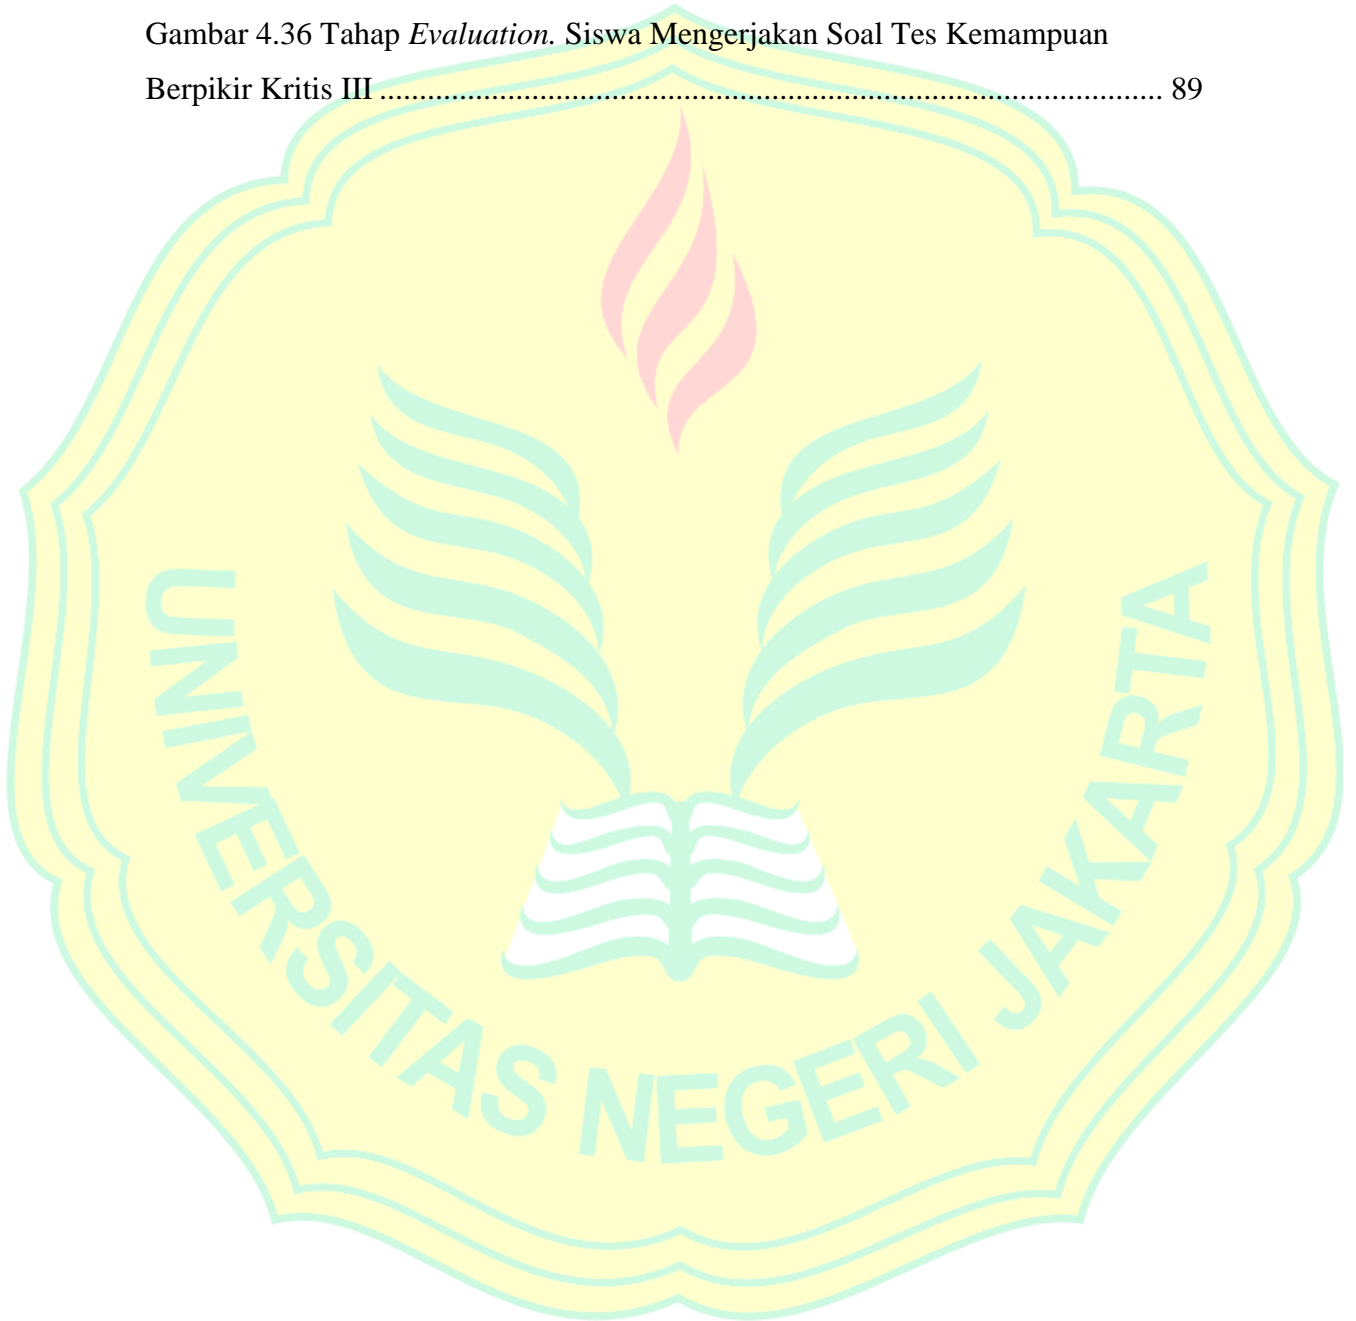 Gambar 4.36 Tahap Evaluation. Siswa Mengerjakan Soal Tes Kemampuan
Berpikir Kritis III ............................................................................................... 89
UNIVERSITAS NEGERI JAKARTA